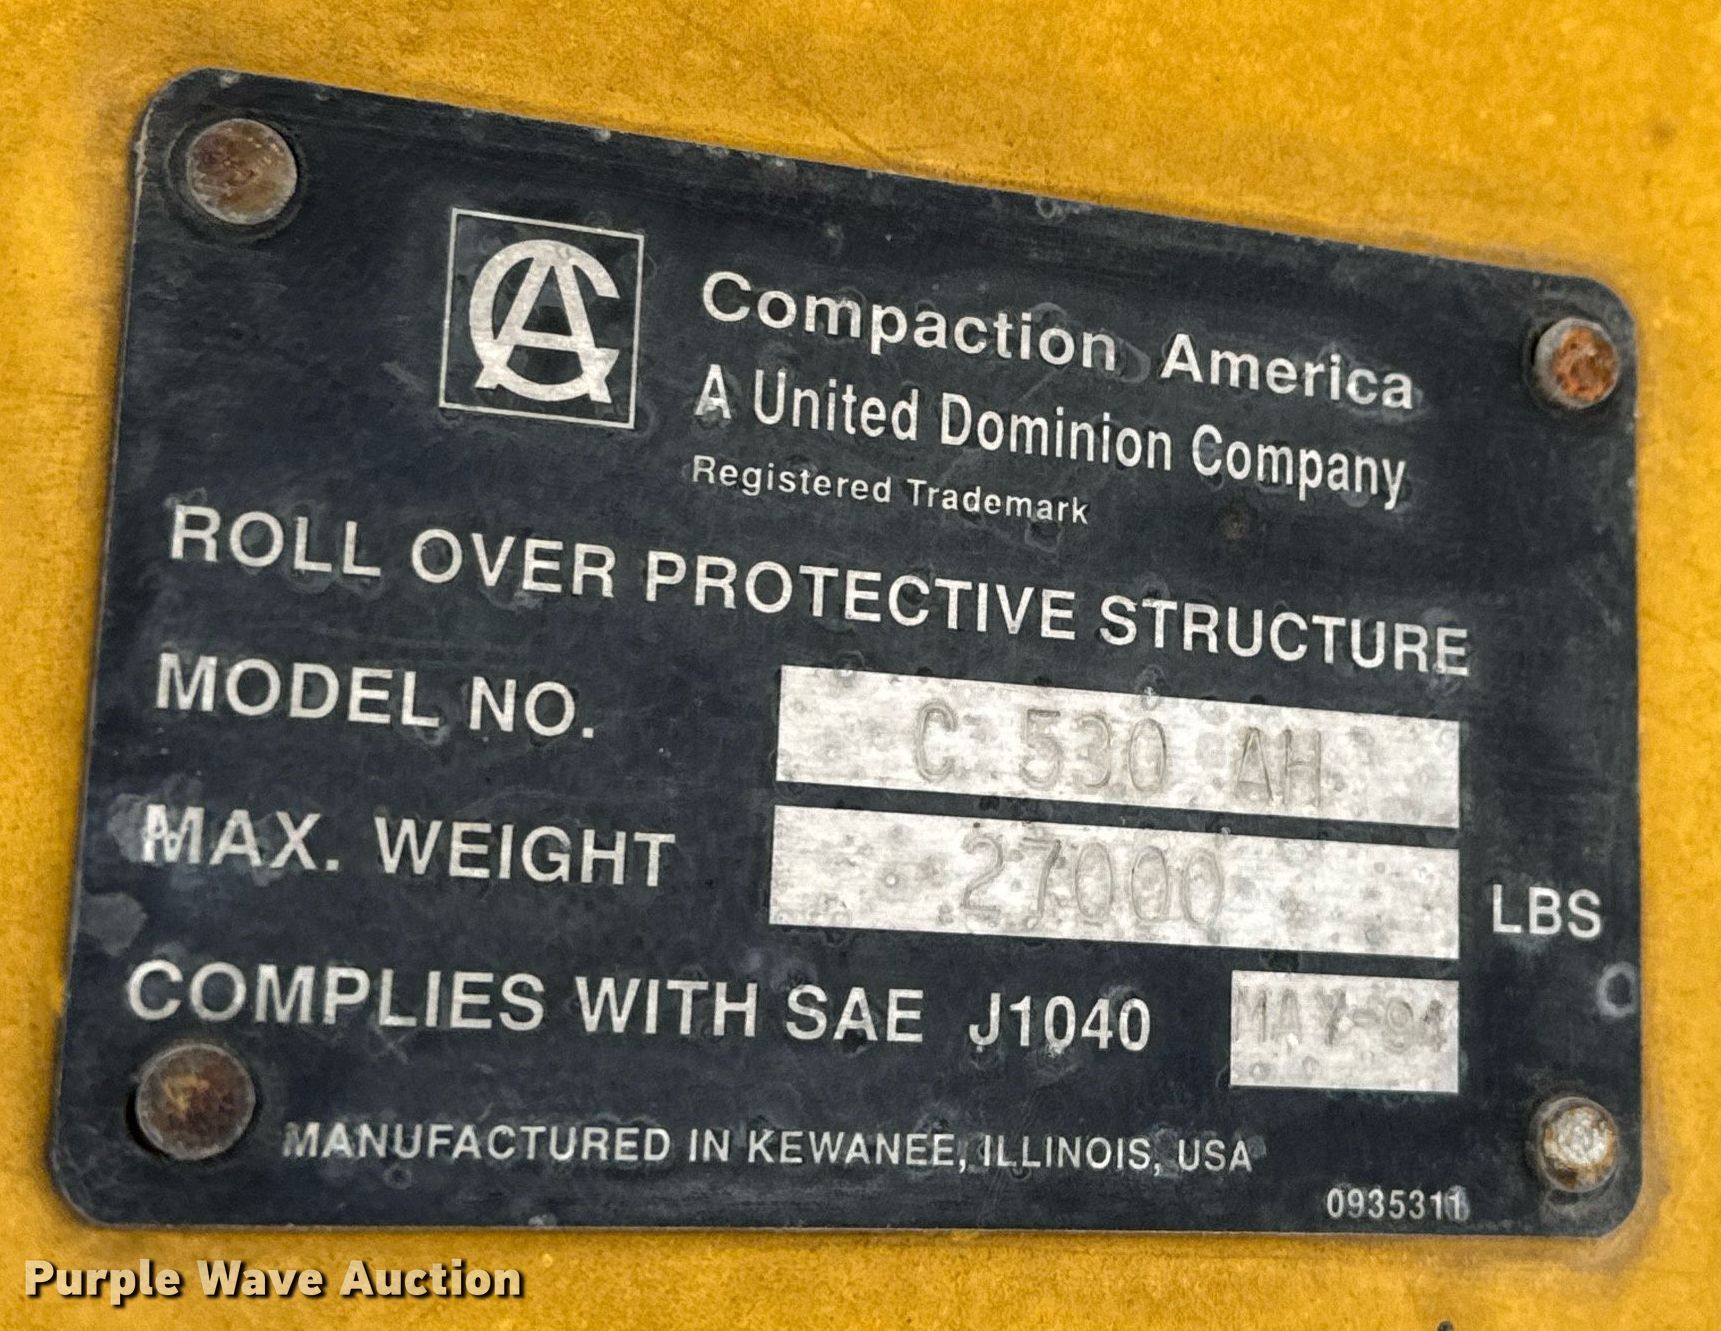 CA
Compaction America
A United Dominion Company
Registered Trademark
ROLL OVER PROTECTIVE STRUCTURE
MODEL NO. C 530 AH
MAX. WEIGHT 27000 LBS
COMPLIES WITH SAE J1040 MAY-94
MANUFACTURED IN KEWANEE, ILLINOIS, USA
0935311
Purple Wave Auction